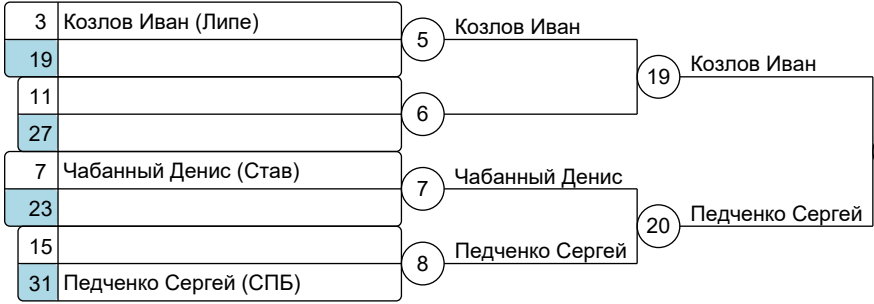 3 Козлов Иван (Липе)
19
11
27
7 Чабанный Денис (Став)
23
15
31 Педченко Сергей (СПБ)
5 Козлов Иван
6
7 Чабанный Денис
8 Педченко Сергей
19 Козлов Иван
20 Педченко Сергей